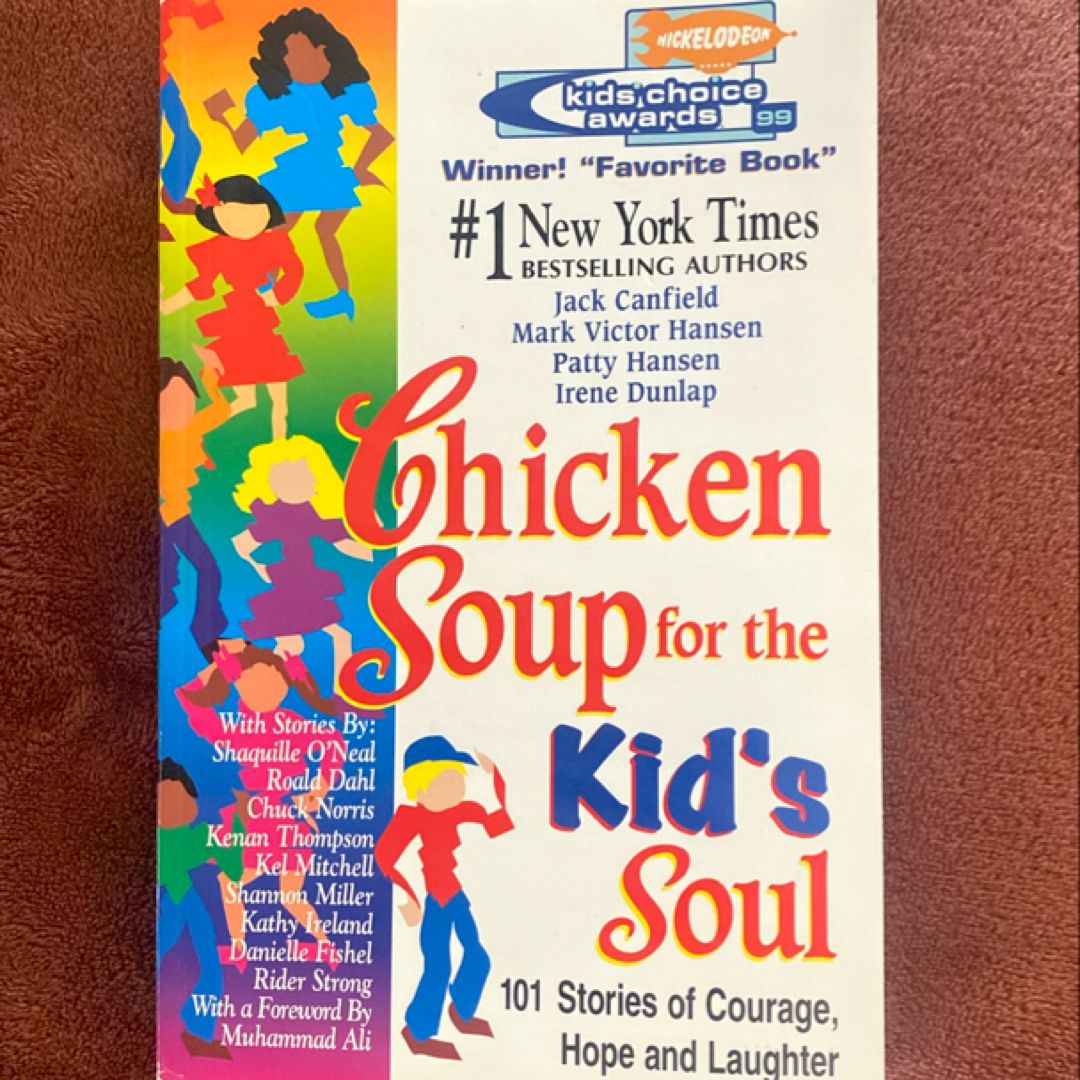 NICKELODEON
kids' choice
awards 99
Winner! “Favorite Book”
#1 New York Times
BESTSELLING AUTHORS
Jack Canfield
Mark Victor Hansen
Patty Hansen
Irene Dunlap
Chicken
Soup for the
Kid's
Soul
101 Stories of Courage,
Hope and Laughter
With Stories By:
Shaquille O'Neal
Roald Dahl
Chuck Norris
Kenan Thompson
Kel Mitchell
Shannon Miller
Kathy Ireland
Danielle Fishel
Rider Strong
With a Foreword By
Muhammad Ali